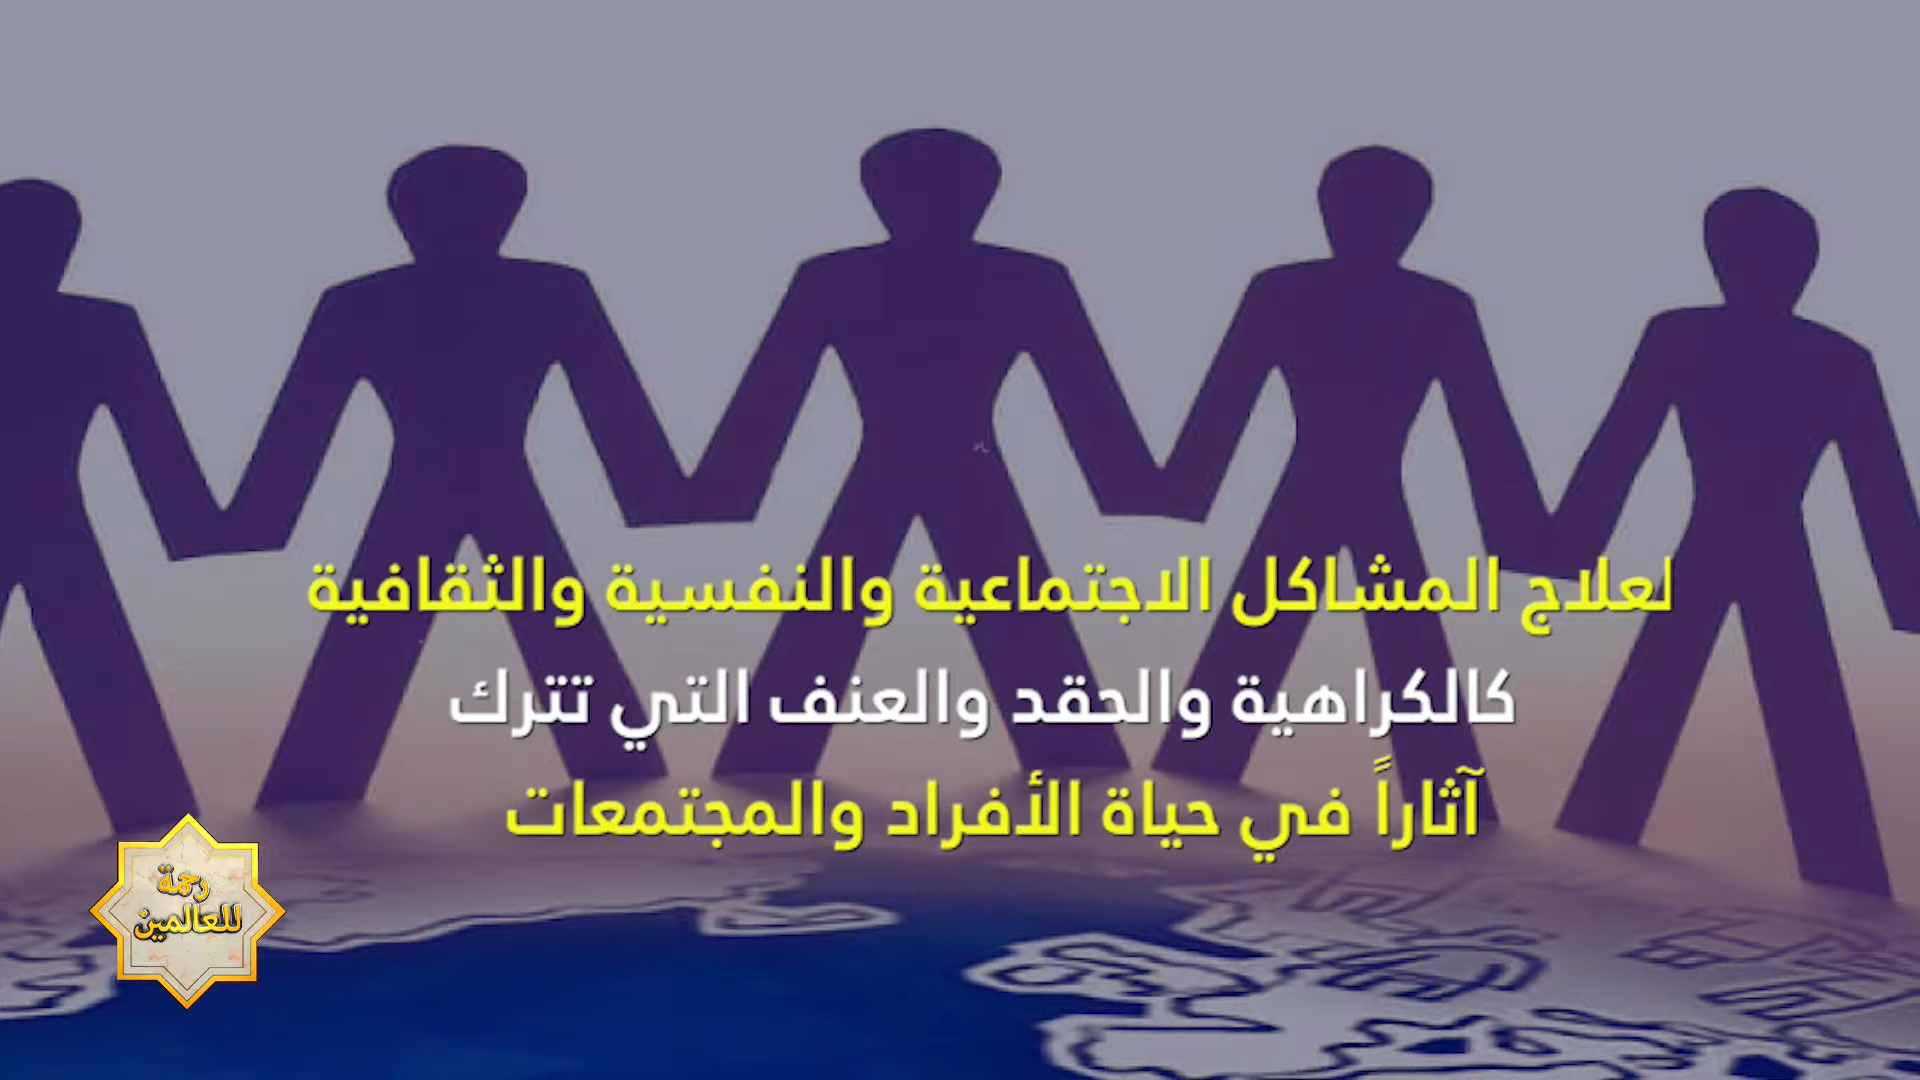 لعلاج المشاكل الاجتماعية والنفسية والثقافية
كالكراهية والحقد والعنف التي تترك
آثاراً في حياة الأفراد والمجتمعات
رحمة
للعالمين